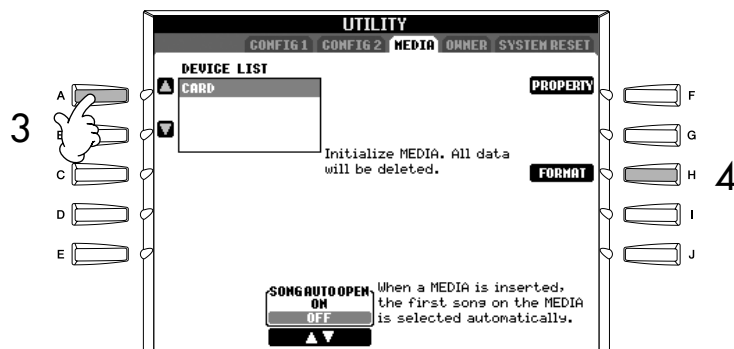 UTILITY
CONFIG 1 CONFIG 2 MEDIA OWNER SYSTEM RESET
DEVICE LIST
CARD
PROPERTY
Initialize MEDIA. All data
will be deleted.
FORMAT
SONG AUTO OPEN
ON
OFF
When a MEDIA is inserted,
the first song on the MEDIA
is selected automatically.
A
B
C
D
E
F
G
H
I
J
3
4